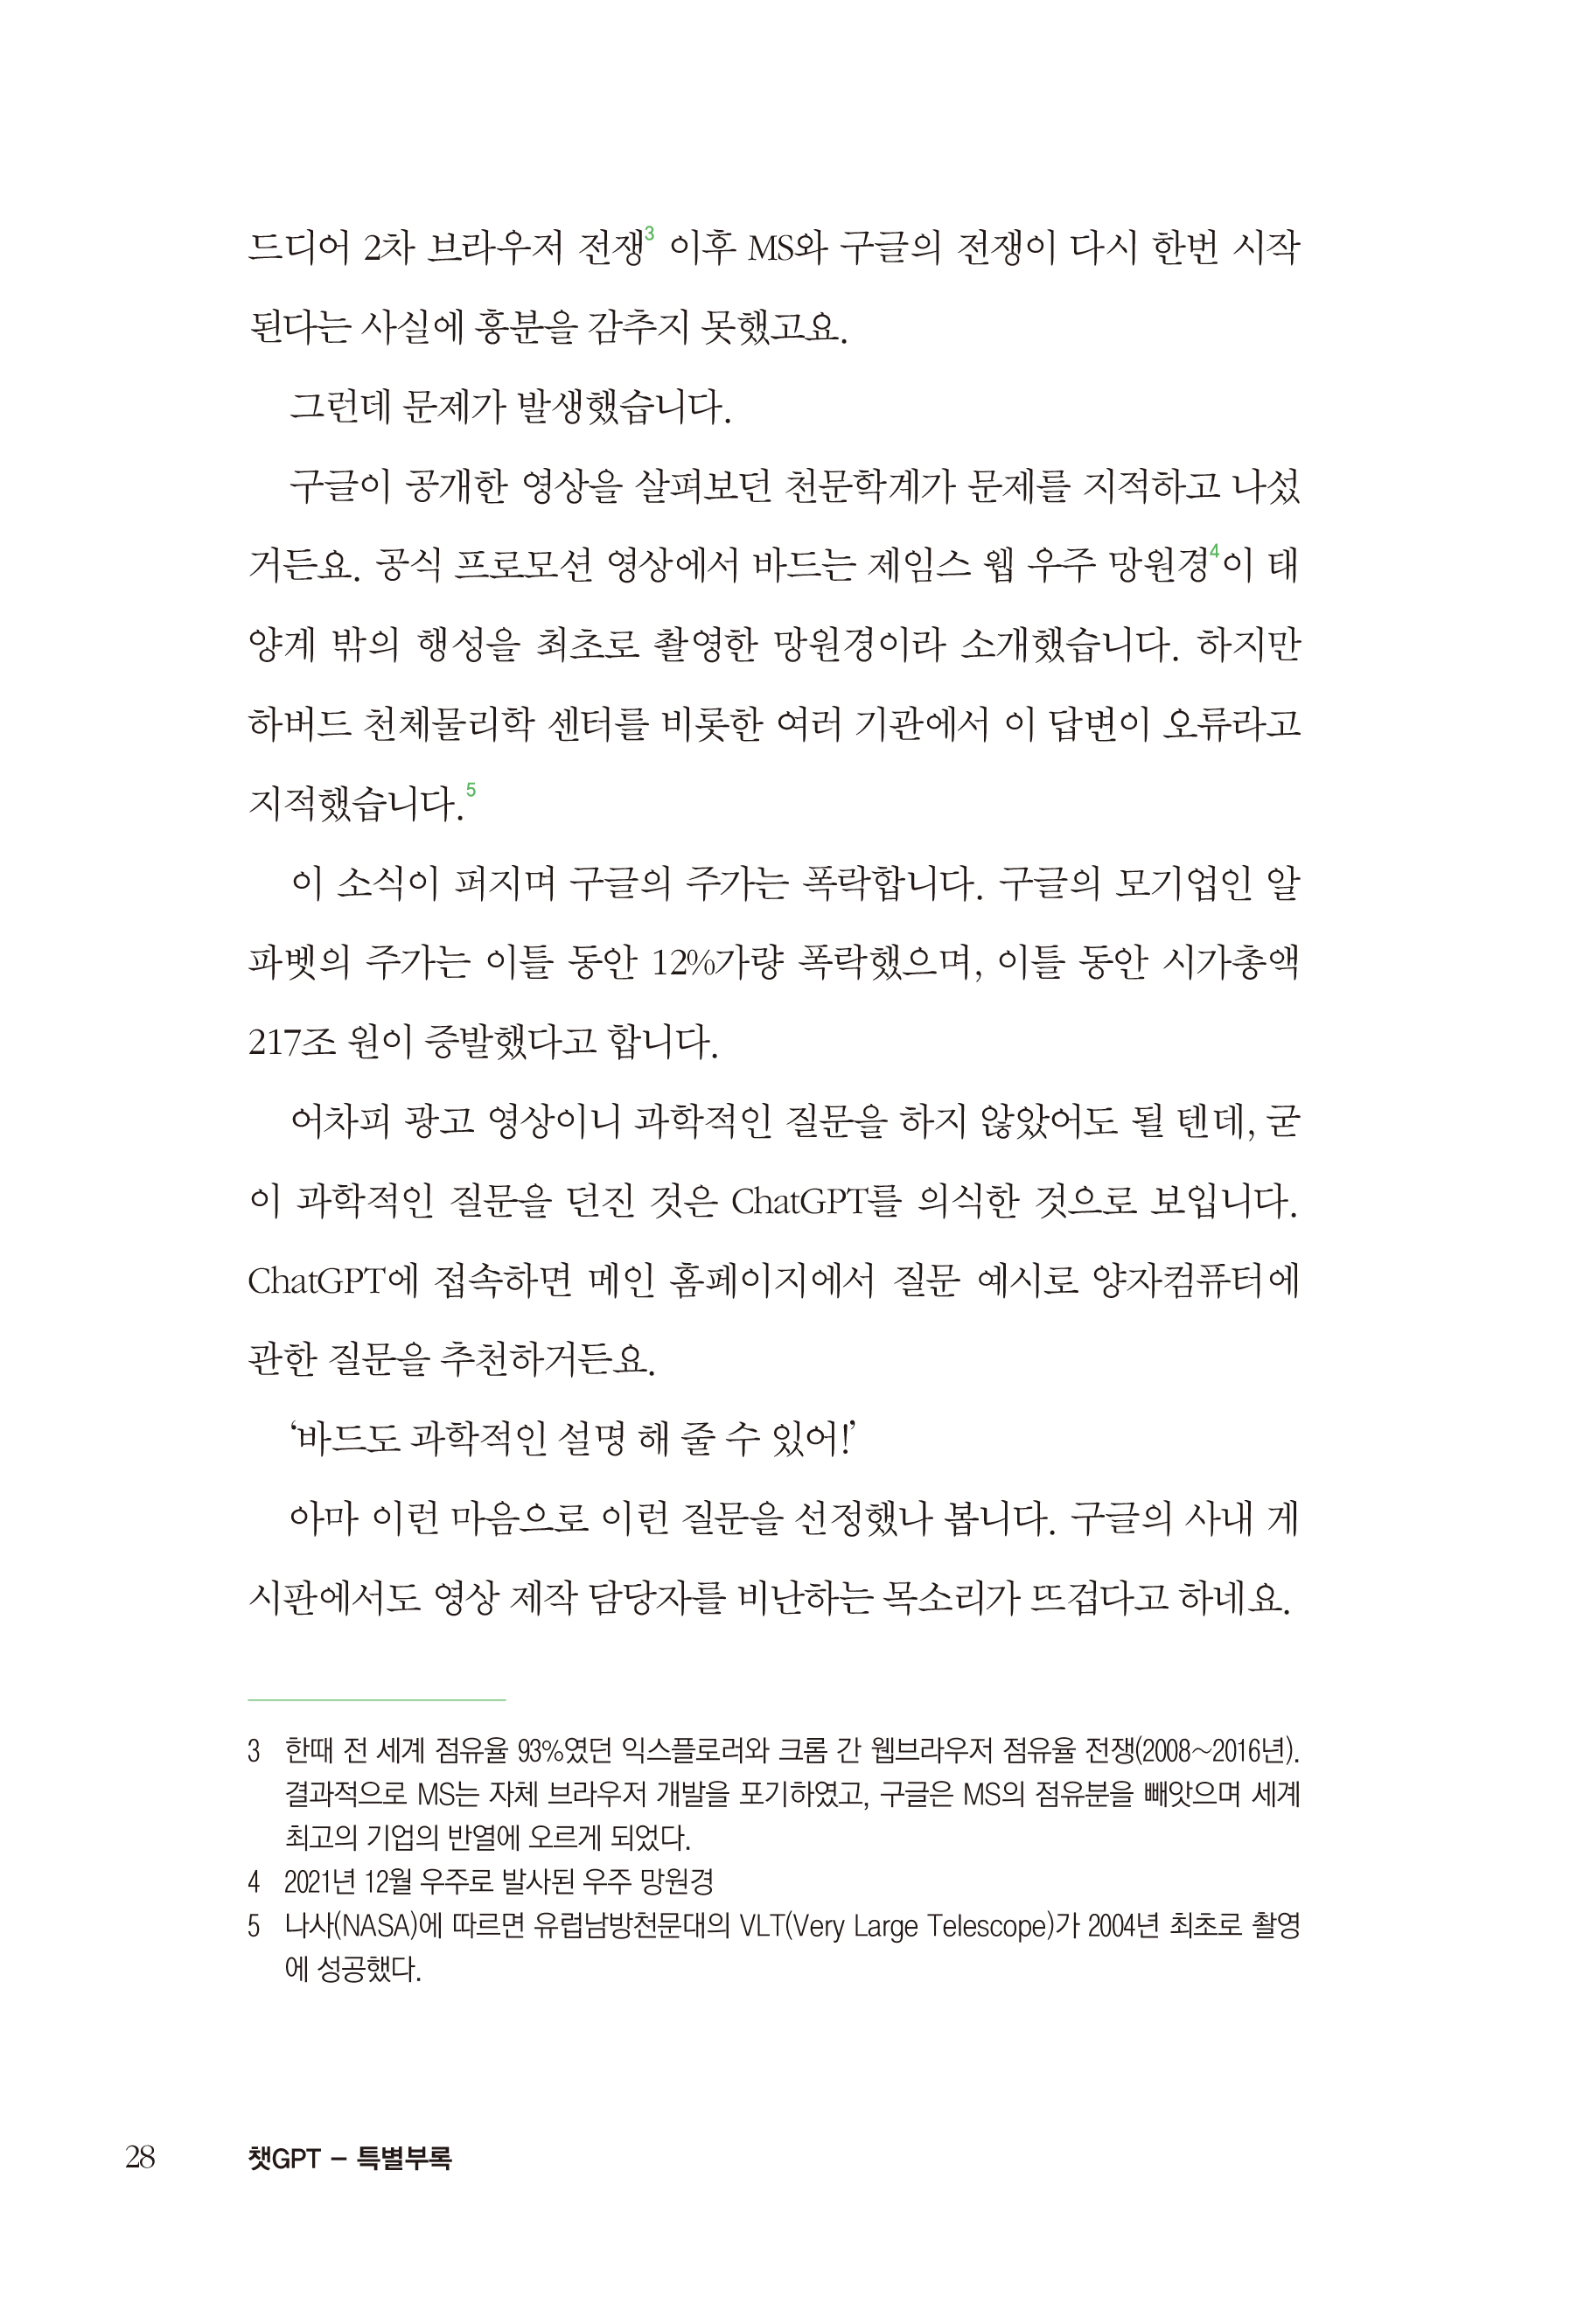 드디어 2차 브라우저 전쟁3 이후 MS와 구글의 전쟁이 다시 한번 시작
된다는 사실에 흥분을 감추지 못했고요.
그런데 문제가 발생했습니다.
구글이 공개한 영상을 살펴보던 천문학계가 문제를 지적하고 나섰
거든요. 공식 프로모션 영상에서 바드는 제임스 웹 우주 망원경4이 태
양계 밖의 행성을 최초로 촬영한 망원경이라 소개했습니다. 하지만
하버드 천체물리학 센터를 비롯한 여러 기관에서 이 답변이 오류라고
지적했습니다.5
이 소식이 퍼지며 구글의 주가는 폭락합니다. 구글의 모기업인 알
파벳의 주가는 이틀 동안 12%가량 폭락했으며, 이틀 동안 시가총액
217조 원이 증발했다고 합니다.
어차피 광고 영상이니 과학적인 질문을 하지 않았어도 될 텐데, 굳
이 과학적인 질문을 던진 것은 ChatGPT를 의식한 것으로 보입니다.
ChatGPT에 접속하면 메인 홈페이지에서 질문 예시로 양자컴퓨터에
관한 질문을 추천하거든요.
‘바드도 과학적인 설명 해 줄 수 있어!’
아마 이런 마음으로 이런 질문을 선정했나 봅니다. 구글의 사내 게
시판에서도 영상 제작 담당자를 비난하는 목소리가 뜨겁다고 하네요.
3 한때 전 세계 점유율 93%였던 익스플로러와 크롬 간 웹브라우저 점유율 전쟁(2008~2016년).
결과적으로 MS는 자체 브라우저 개발을 포기하였고, 구글은 MS의 점유분을 빼앗으며 세계
최고의 기업의 반열에 오르게 되었다.
4 2021년 12월 우주로 발사된 우주 망원경
5 나사(NASA)에 따르면 유럽남방천문대의 VLT(Very Large Telescope)가 2004년 최초로 촬영
에 성공했다.
28 챗GPT – 특별부록